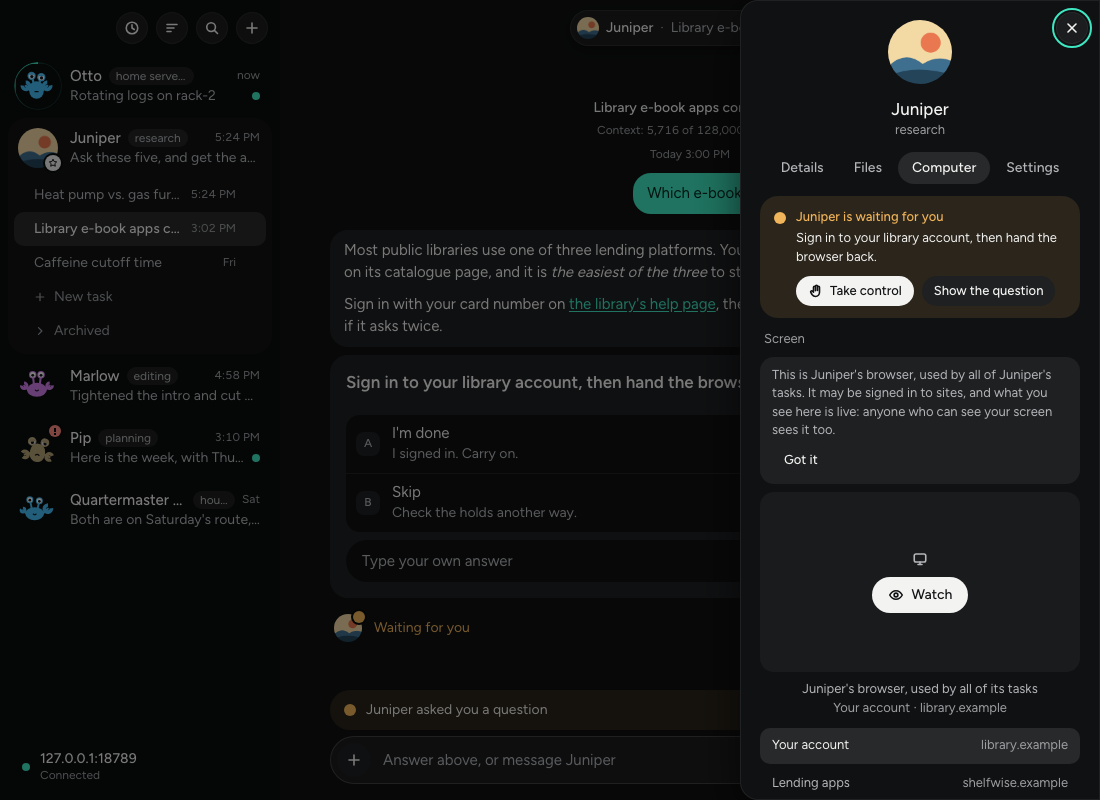 Otto home serve... now
Rotating logs on rack-2
Juniper research 5:24 PM
Ask these five, and get the a...
Heat pump vs. gas fur... 5:24 PM
Library e-book apps c... 3:02 PM
Caffeine cutoff time Fri
New task
Archived
Marlow editing 4:58 PM
Tightened the intro and cut ...
Pip planning 3:10 PM
Here is the week, with Thu...
Quartermaster ... hou... Sat
Both are on Saturday's route,...
127.0.0.1:18789
Connected
Juniper · Library e-b
Library e-book apps co
Context: 5,716 of 128,000
Today 3:00 PM
Which e-book
Most public libraries use one of three lending platforms. You
on its catalogue page, and it is the easiest of the three to st
Sign in with your card number on the library's help page, the
if it asks twice.
Sign in to your library account, then hand the brows
A I'm done
I signed in. Carry on.
B Skip
Check the holds another way.
Type your own answer
Waiting for you
Juniper asked you a question
Answer above, or message Juniper
Juniper
research
Details Files Computer Settings
Juniper is waiting for you
Sign in to your library account, then hand the
browser back.
Take control Show the question
Screen
This is Juniper's browser, used by all of Juniper's
tasks. It may be signed in to sites, and what you
see here is live: anyone who can see your screen
sees it too.
Got it
Watch
Juniper's browser, used by all of its tasks
Your account · library.example
Your account library.example
Lending apps shelfwise.example